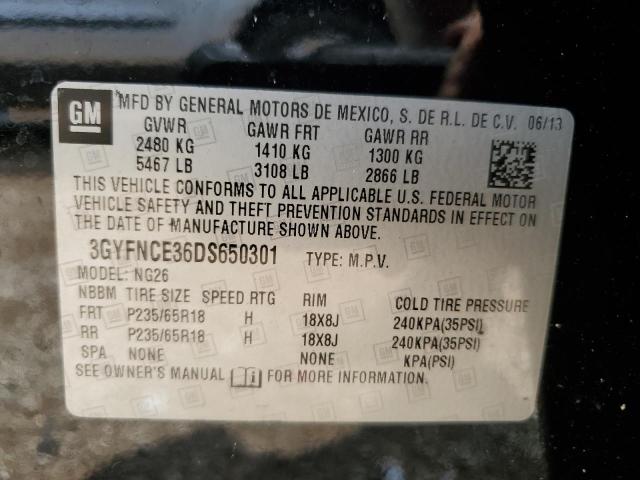 GM MFD BY GENERAL MOTORS DE MEXICO, S. DE R.L. DE C.V. 06/13
GVWR GAWR FRT GAWR RR
2480 KG 1410 KG 1300 KG
5467 LB 3108 LB 2866 LB
THIS VEHICLE CONFORMS TO ALL APPLICABLE U.S. FEDERAL MOTOR
VEHICLE SAFETY AND THEFT PREVENTION STANDARDS IN EFFECT ON
THE DATE OF MANUFACTURE SHOWN ABOVE.
3GYFNCE36DS650301 TYPE: M.P.V.
MODEL: NG26
NBBM TIRE SIZE SPEED RTG RIM COLD TIRE PRESSURE
FRT P235/65R18 H 18X8J 240KPA(35PSI)
RR P235/65R18 H 18X8J 240KPA(35PSI)
SPA NONE NONE KPA(PSI)
SEE OWNER'S MANUAL FOR MORE INFORMATION.